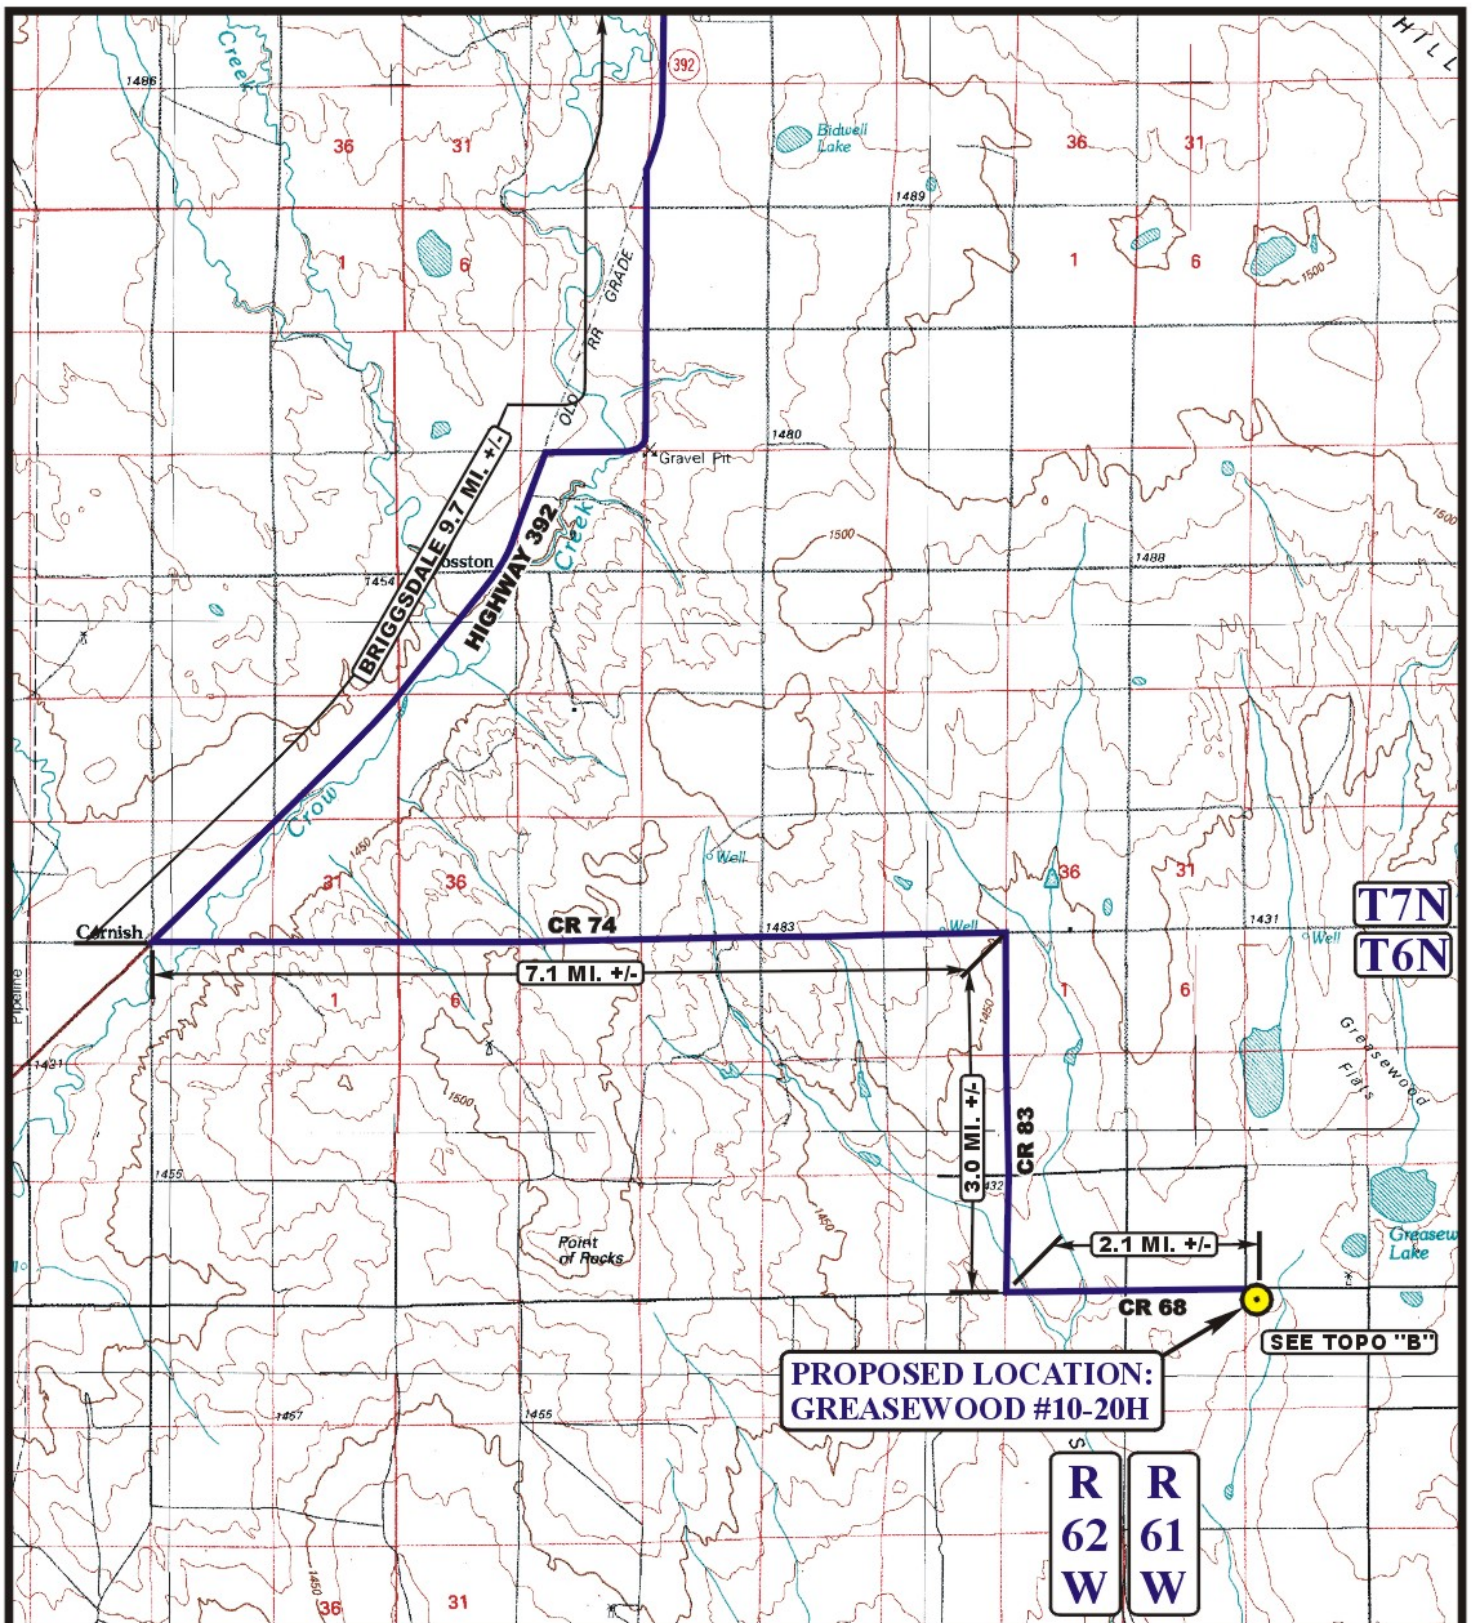 HILL
392
Creek
1486
Bidwell
Lake
36
31
36
31
1489
1
6
1
6
1500
OLD RR GRADE
1480
Gravel Pit
BRIGGSDALE 9.7 MI. +/-
HIGHWAY 392
Creek
osston
1500
1500
1454
1488
Crow
1450
Well
31
36
36
31
T7N
Cornish
CR 74
1483
Well
1431
Well
T6N
7.1 MI. +/-
Pipeline
1
6
1450
1
6
Greasewood
Flats
1431
1500
3.0 MI. +/-
CR 83
1455
432
1450
Point
of Rocks
2.1 MI. +/-
Greasew
Lake
CR 68
SEE TOPO "B"
PROPOSED LOCATION:
GREASEWOOD #10-20H
1457
1455
S
R
62
W
R
61
W
1450
36
31